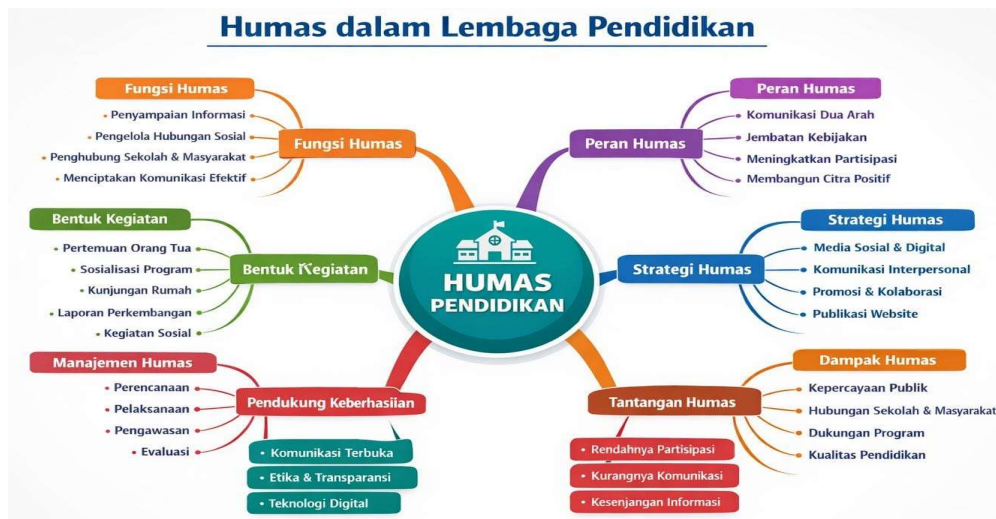 Humas dalam Lembaga Pendidikan
Fungsi Humas
• Penyampaian Informasi
• Pengelola Hubungan Sosial
• Penghubung Sekolah & Masyarakat
• Menciptakan Komunikasi Efektif
Fungsi Humas
Bentuk Kegiatan
• Pertemuan Orang Tua
• Sosialisasi Program
• Kunjungan Rumah
• Laporan Perkembangan
• Kegiatan Sosial
Bentuk Kegiatan
Manajemen Humas
• Perencanaan
• Pelaksanaan
• Pengawasan
• Evaluasi
Pendukung Keberhasiian
• Komunikasi Terbuka
• Etika & Transparansi
• Teknologi Digital
HUMAS
PENDIDIKAN
Peran Humas
Peran Humas
• Komunikasi Dua Arah
• Jembatan Kebijakan
• Meningkatkan Partisipasi
• Membangun Citra Positif
Strategi Humas
Strategi Humas
• Media Sosial & Digital
• Komunikasi Interpersonal
• Promosi & Kolaborasi
• Publikasi Website
Tantangan Humas
• Rendahnya Partisipasi
• Kurangnya Komunikasi
• Kesenjangan Informasi
Dampak Humas
• Kepercayaan Publik
• Hubungan Sekolah & Masyarakat
• Dukungan Program
• Kualitas Pendidikan